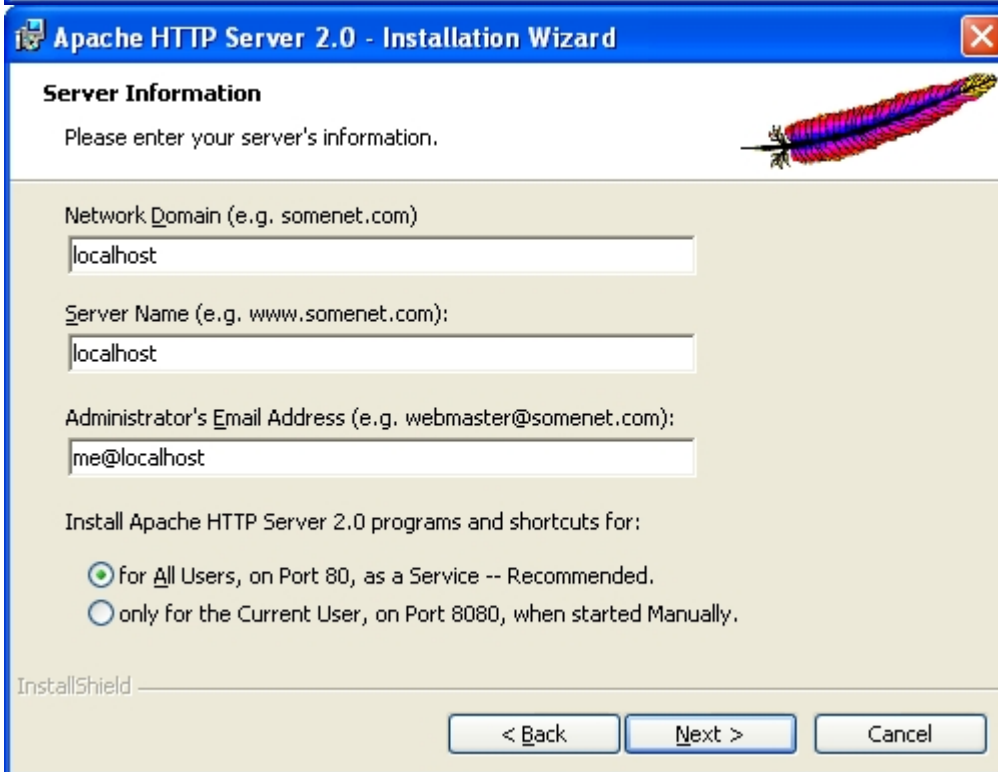 Apache HTTP Server 2.0 - Installation Wizard
Server Information
Please enter your server's information.
Network Domain (e.g. somenet.com)
localhost
Server Name (e.g. www.somenet.com):
localhost
Administrator's Email Address (e.g. webmaster@somenet.com):
me@localhost
Install Apache HTTP Server 2.0 programs and shortcuts for:
for All Users, on Port 80, as a Service -- Recommended.
only for the Current User, on Port 8080, when started Manually.
InstallShield
< Back Next > Cancel